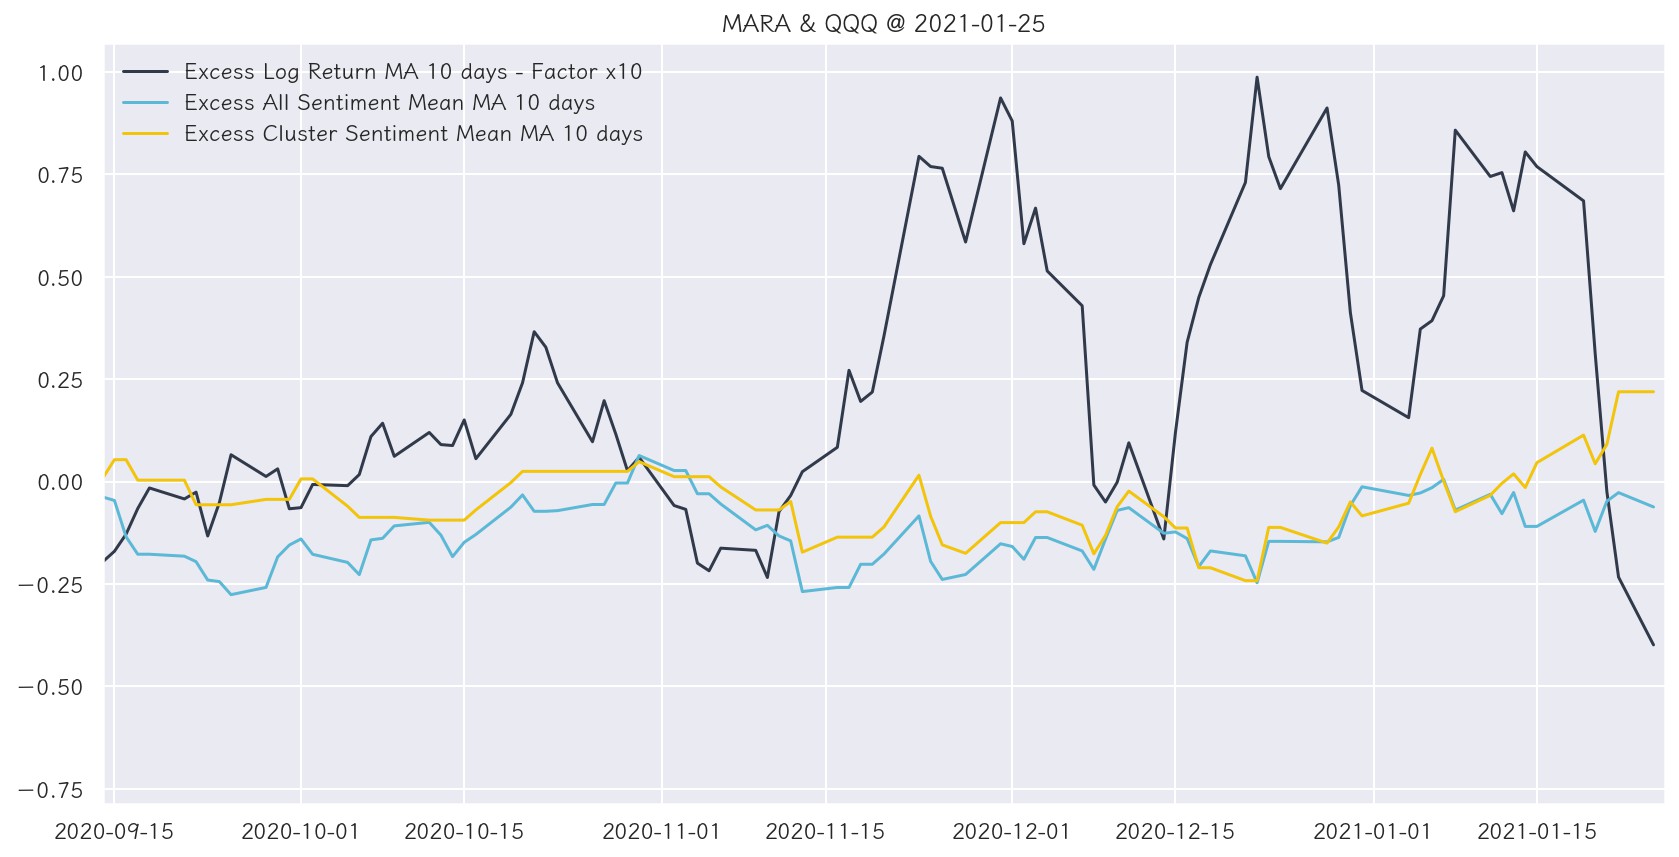 MARA & QQQ @ 2021-01-25
Excess Log Return MA 10 days - Factor x10
Excess All Sentiment Mean MA 10 days
Excess Cluster Sentiment Mean MA 10 days
1.00
0.75
0.50
0.25
0.00
−0.25
−0.50
−0.75
2020-09-15 2020-10-01 2020-10-15 2020-11-01 2020-11-15 2020-12-01 2020-12-15 2021-01-01 2021-01-15